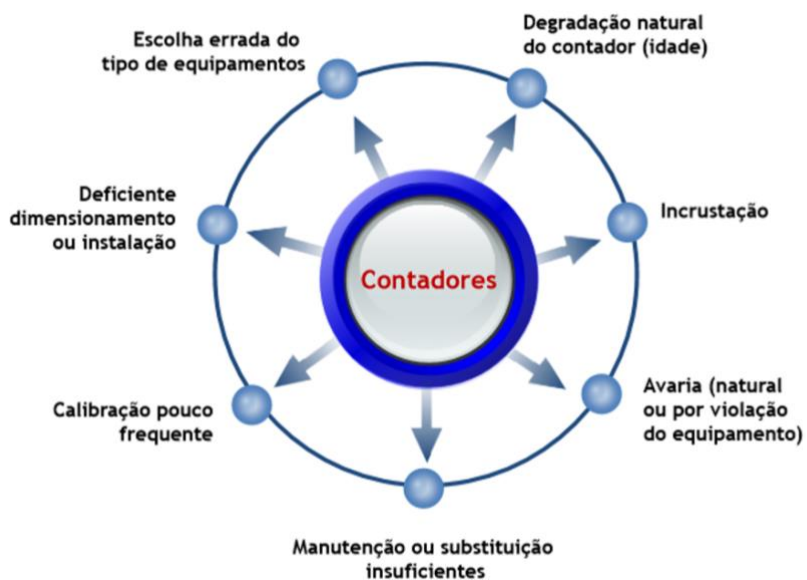 Escolha errada do
tipo de equipamentos
Degradação natural
do contador (idade)
Deficiente
dimensionamento
ou instalação
Incrustação
Contadores
Calibração pouco
frequente
Avaria (natural
ou por violação
do equipamento)
Manutenção ou substituição
insuficientes